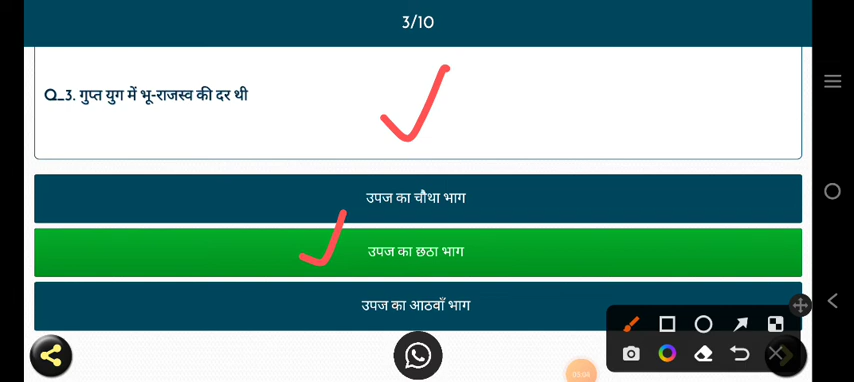 3/10
Q_3. गुप्त युग में भू-राजस्व की दर थी
उपज का चौथा भाग
उपज का छठा भाग
उपज का आठवाँ भाग